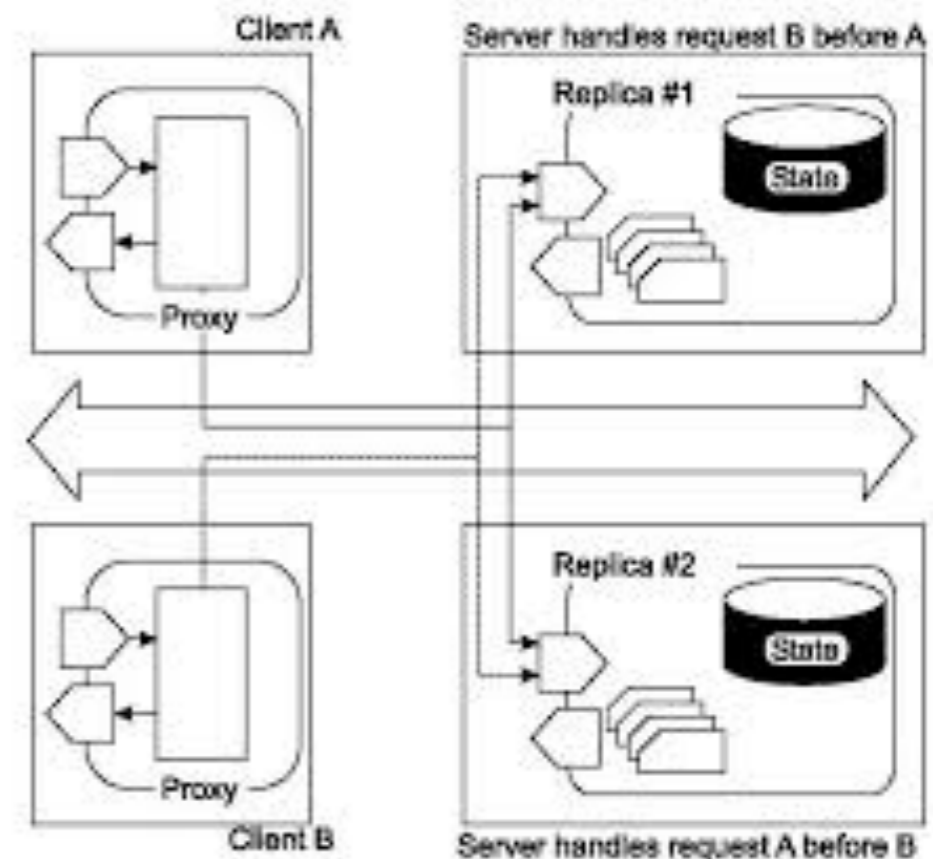 Client A
Server handles request B before A
Replica #1
State
Proxy
Replica #2
State
Proxy
Client B
Server handles request A before B